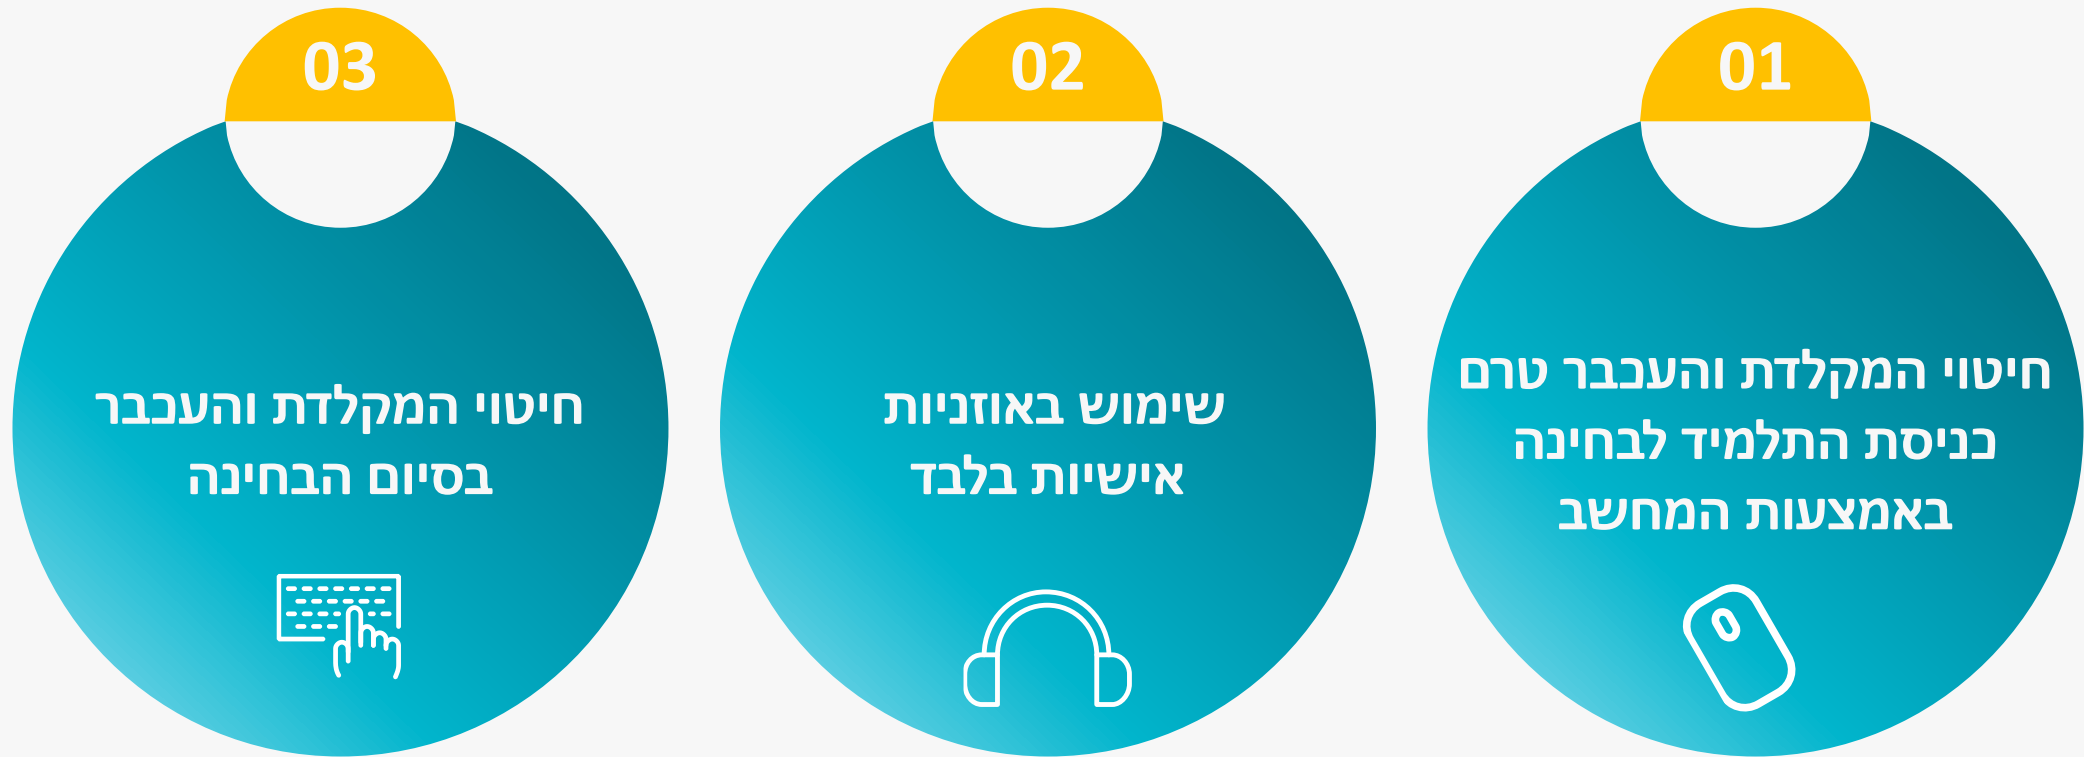 01
חיטוי המקלדת והעכבר טרם
כניסת התלמיד לבחינה
באמצעות המחשב
02
שימוש באוזניות
אישיות בלבד
03
חיטוי המקלדת והעכבר
בסיום הבחינה